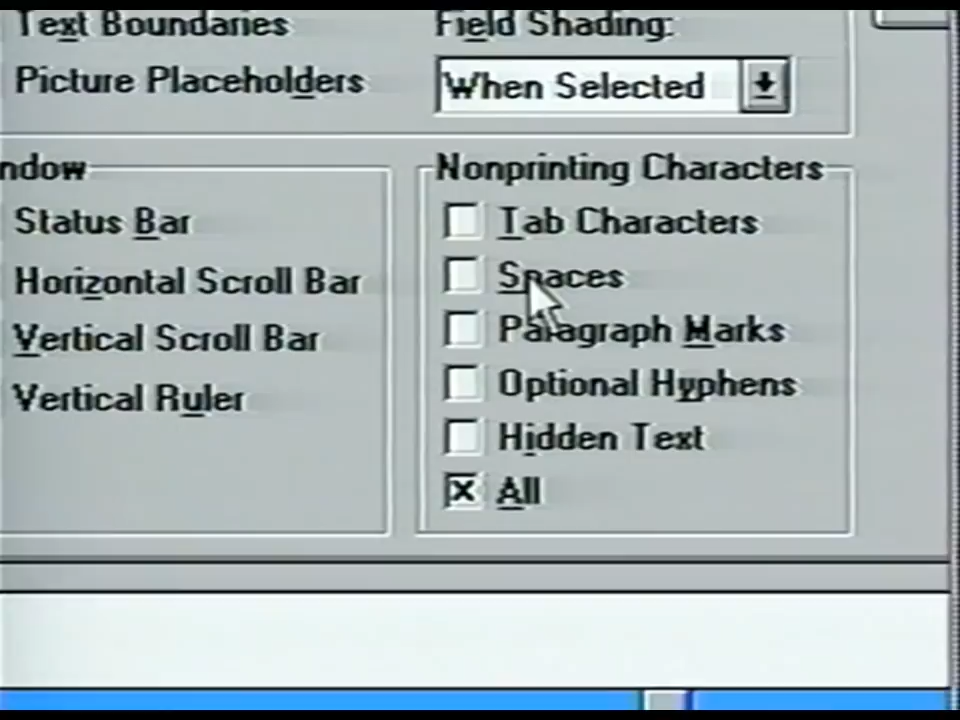 Text Boundaries
Picture Placeholders
Field Shading:
When Selected
ndow
Status Bar
Horizontal Scroll Bar
Vertical Scroll Bar
Vertical Ruler
Nonprinting Characters
Tab Characters
Spaces
Paragraph Marks
Optional Hyphens
Hidden Text
All